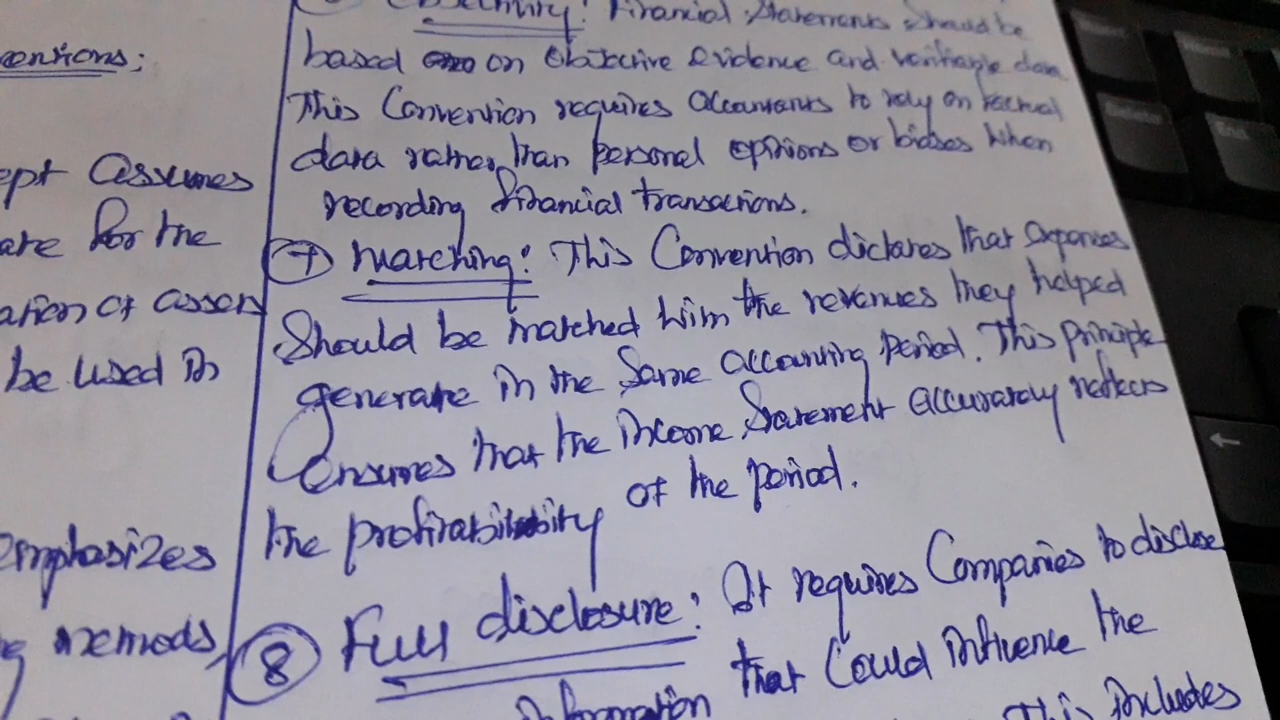 entions:
ept assumes
ate for the
ation of assets
be used in
emphasizes
g methods,
Financial Statements should be
based on objective evidence and verifiable data
This Convention requires accountants to rely on factual
data rather than personal opinions or biases when
recording financial transactions.
7 Matching: This Convention dictates that expenses
Should be matched with the revenues they helped
generate in the same accounting period. This principle
ensures that the income statement accurately reflects
the profitability of the period.
8 Full disclosure: It requires Companies to disclose
information that could influence the
This includes